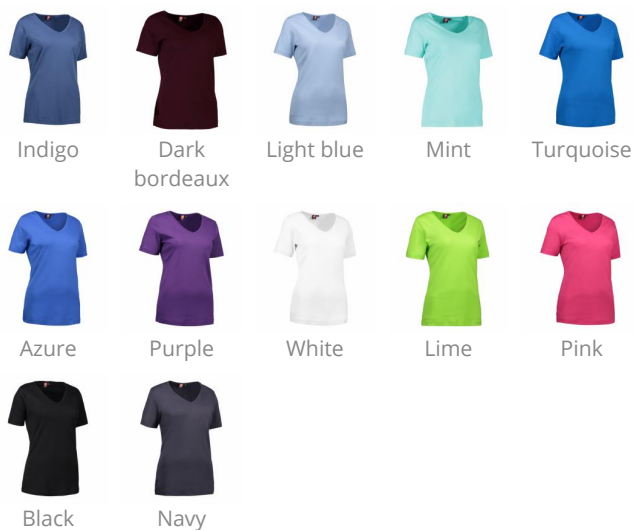 Indigo
Dark
bordeaux
Light blue
Mint
Turquoise
Azure
Purple
White
Lime
Pink
Black
Navy